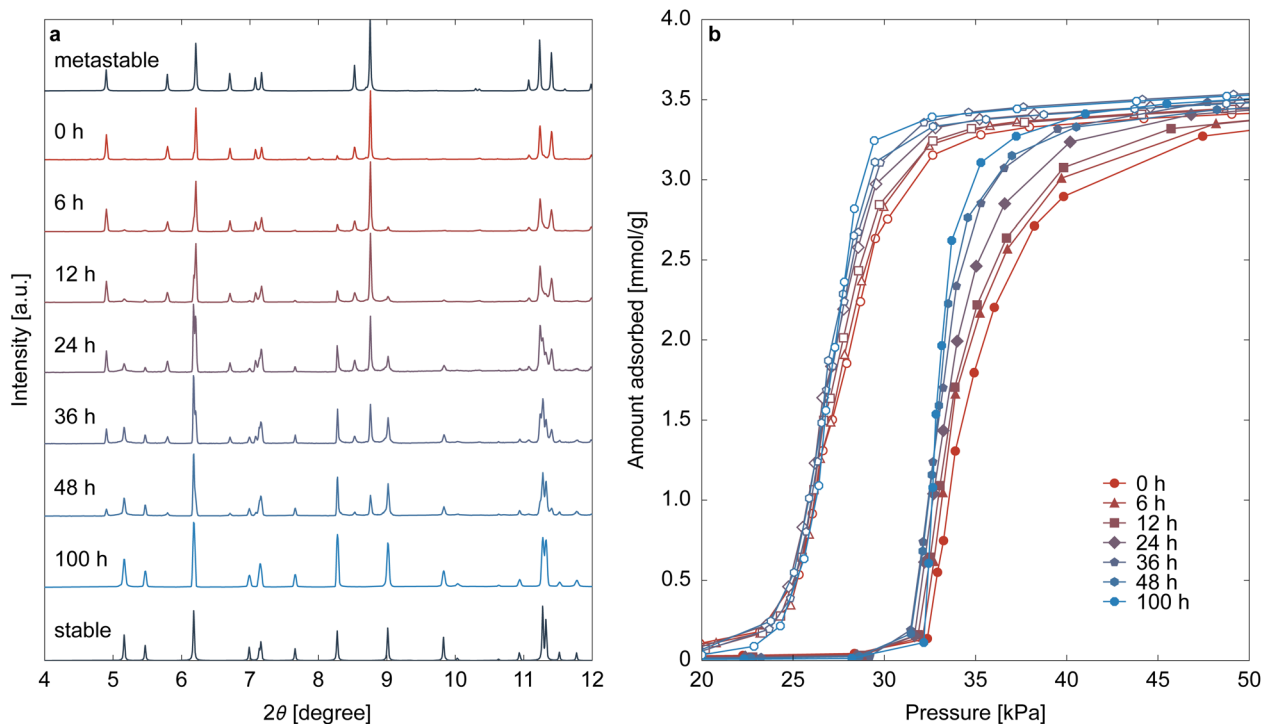 a
metastable
0 h
6 h
12 h
24 h
36 h
48 h
100 h
stable
Intensity [a.u.]
4 5 6 7 8 9 10 11 12
2θ [degree]
b
4.0
3.5
3.0
2.5
2.0
1.5
1.0
0.5
0
Amount adsorbed [mmol/g]
0 h
6 h
12 h
24 h
36 h
48 h
100 h
20 25 30 35 40 45 50
Pressure [kPa]